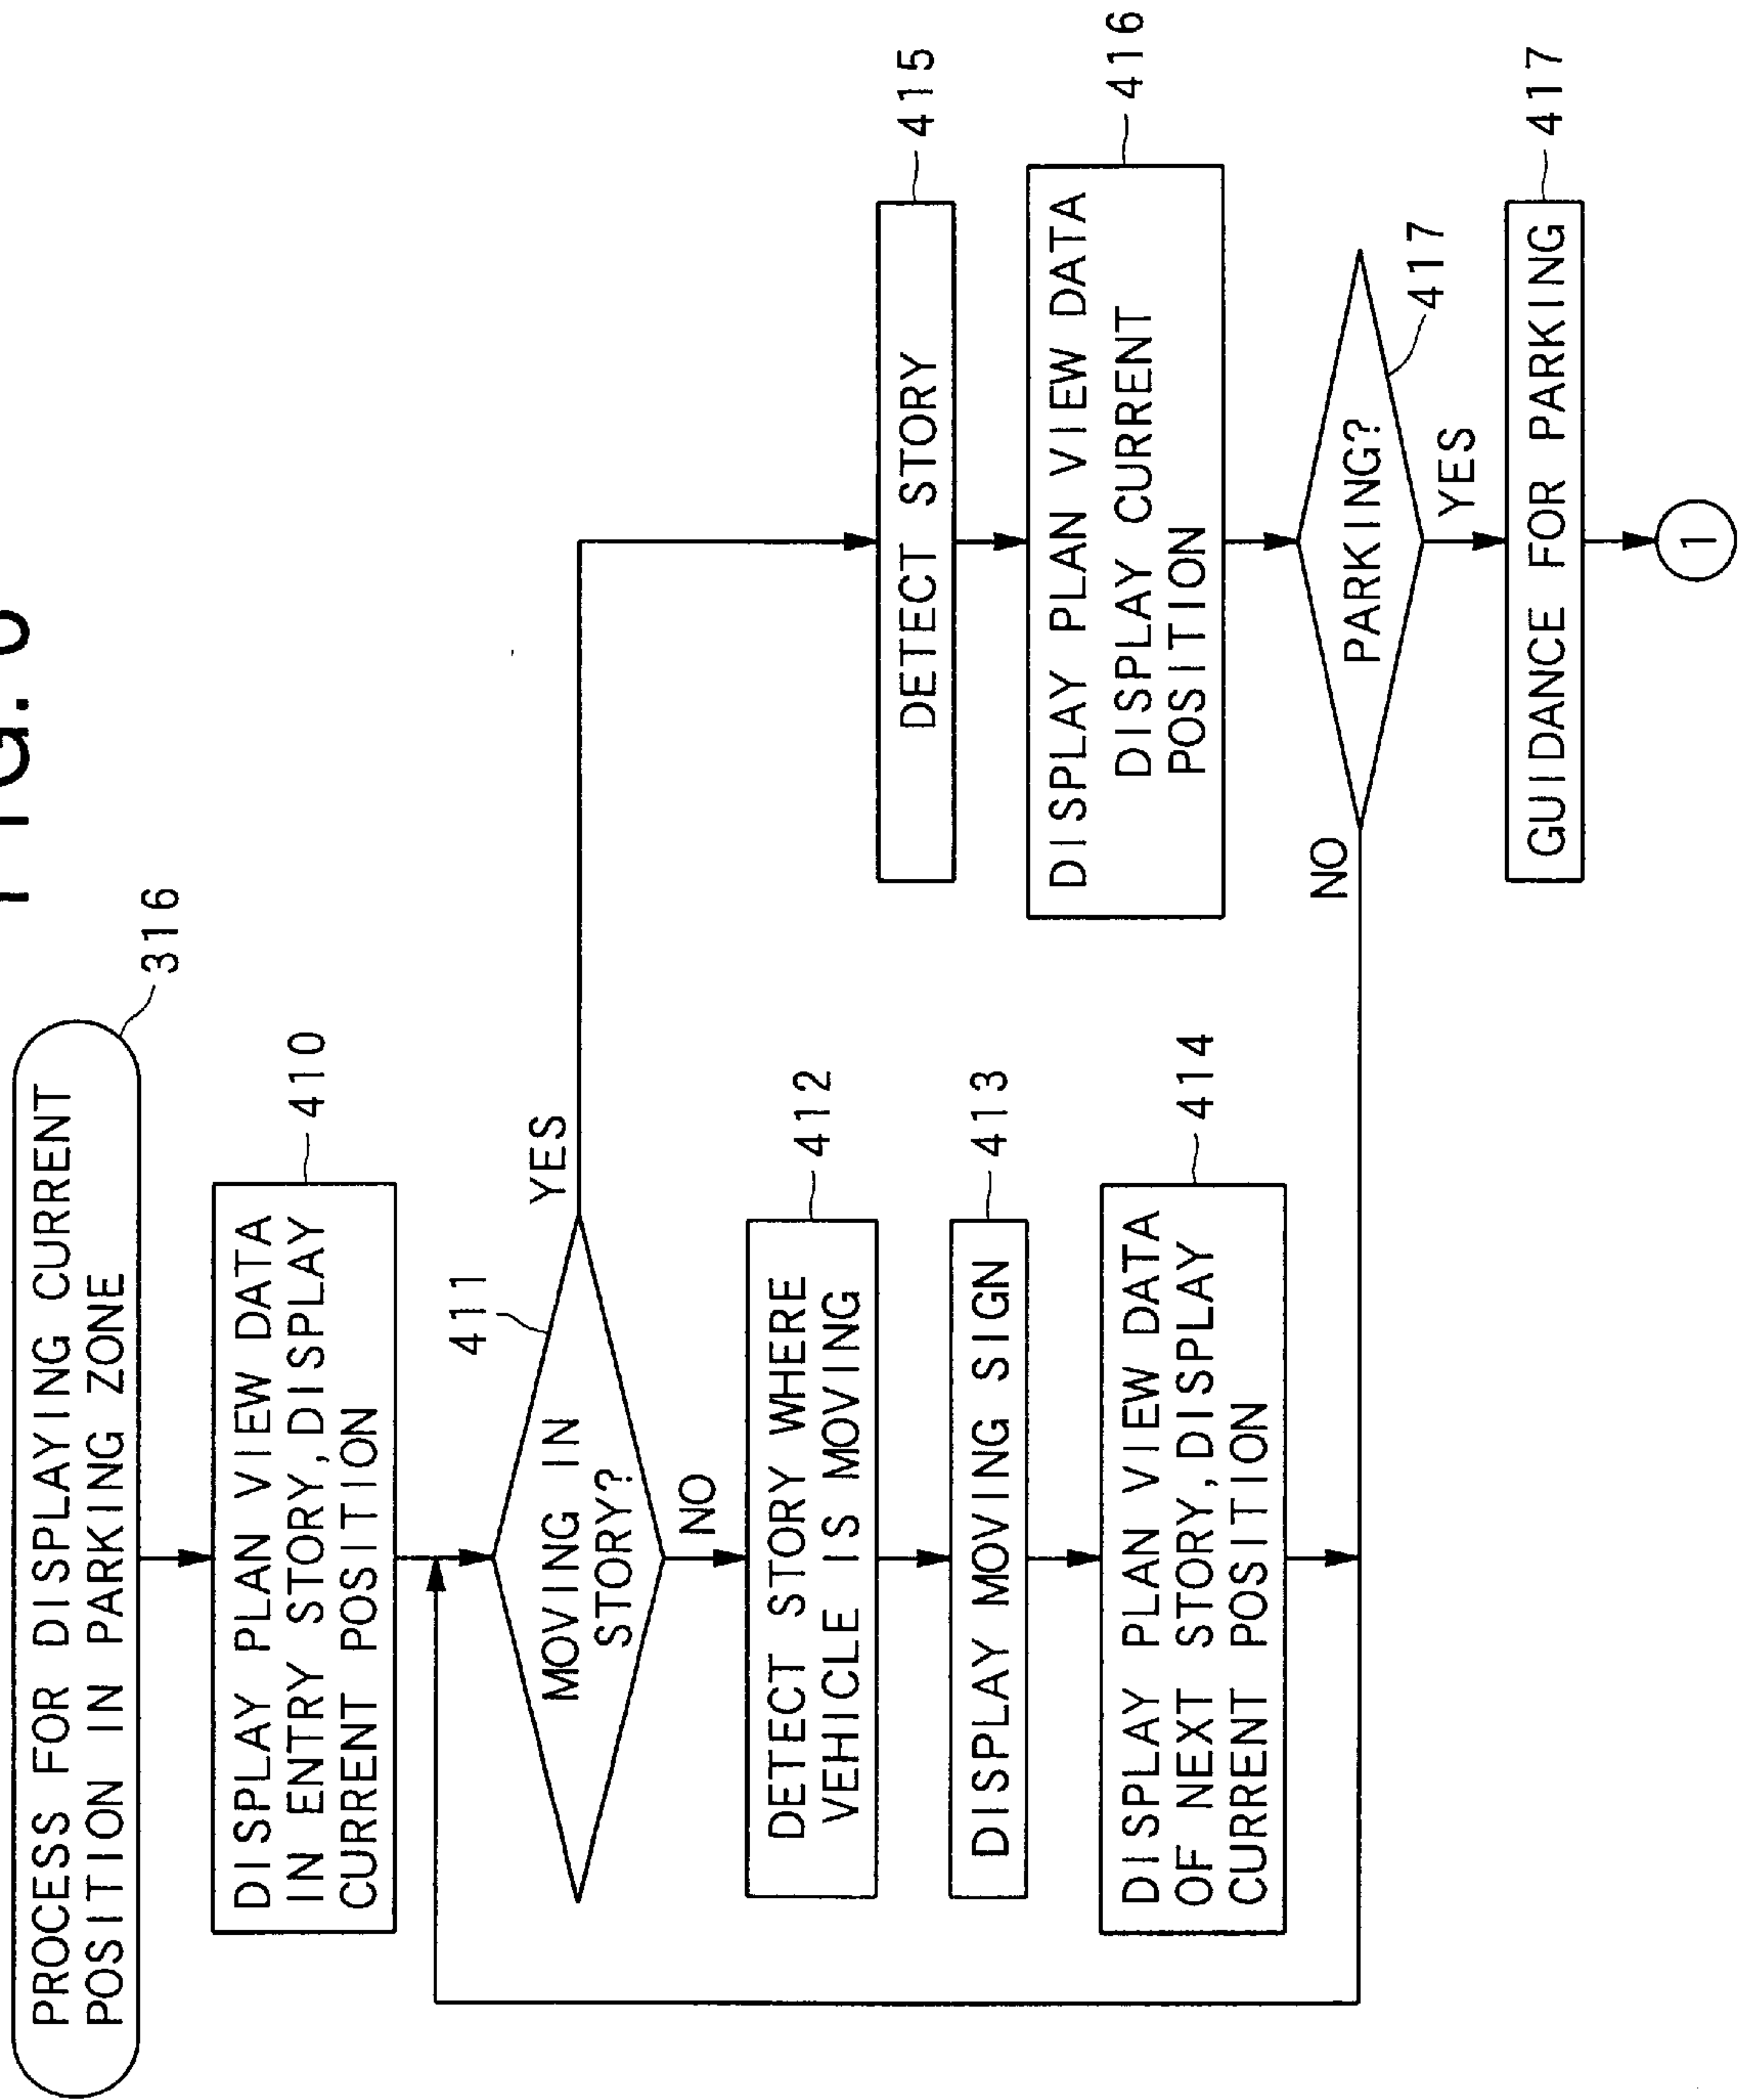 PROCESS FOR DISPLAYING CURRENT
POSITION IN PARKING ZONE
316
DISPLAY PLAN VIEW DATA
IN ENTRY STORY, DISPLAY
CURRENT POSITION
410
411
MOVING IN
STORY?
YES
NO
DETECT STORY WHERE
VEHICLE IS MOVING
412
DISPLAY MOVING SIGN
413
DISPLAY PLAN VIEW DATA
OF NEXT STORY, DISPLAY
CURRENT POSITION
414
DETECT STORY
415
DISPLAY PLAN VIEW DATA
DISPLAY CURRENT
POSITION
416
PARKING?
417
NO
YES
GUIDANCE FOR PARKING
417
1